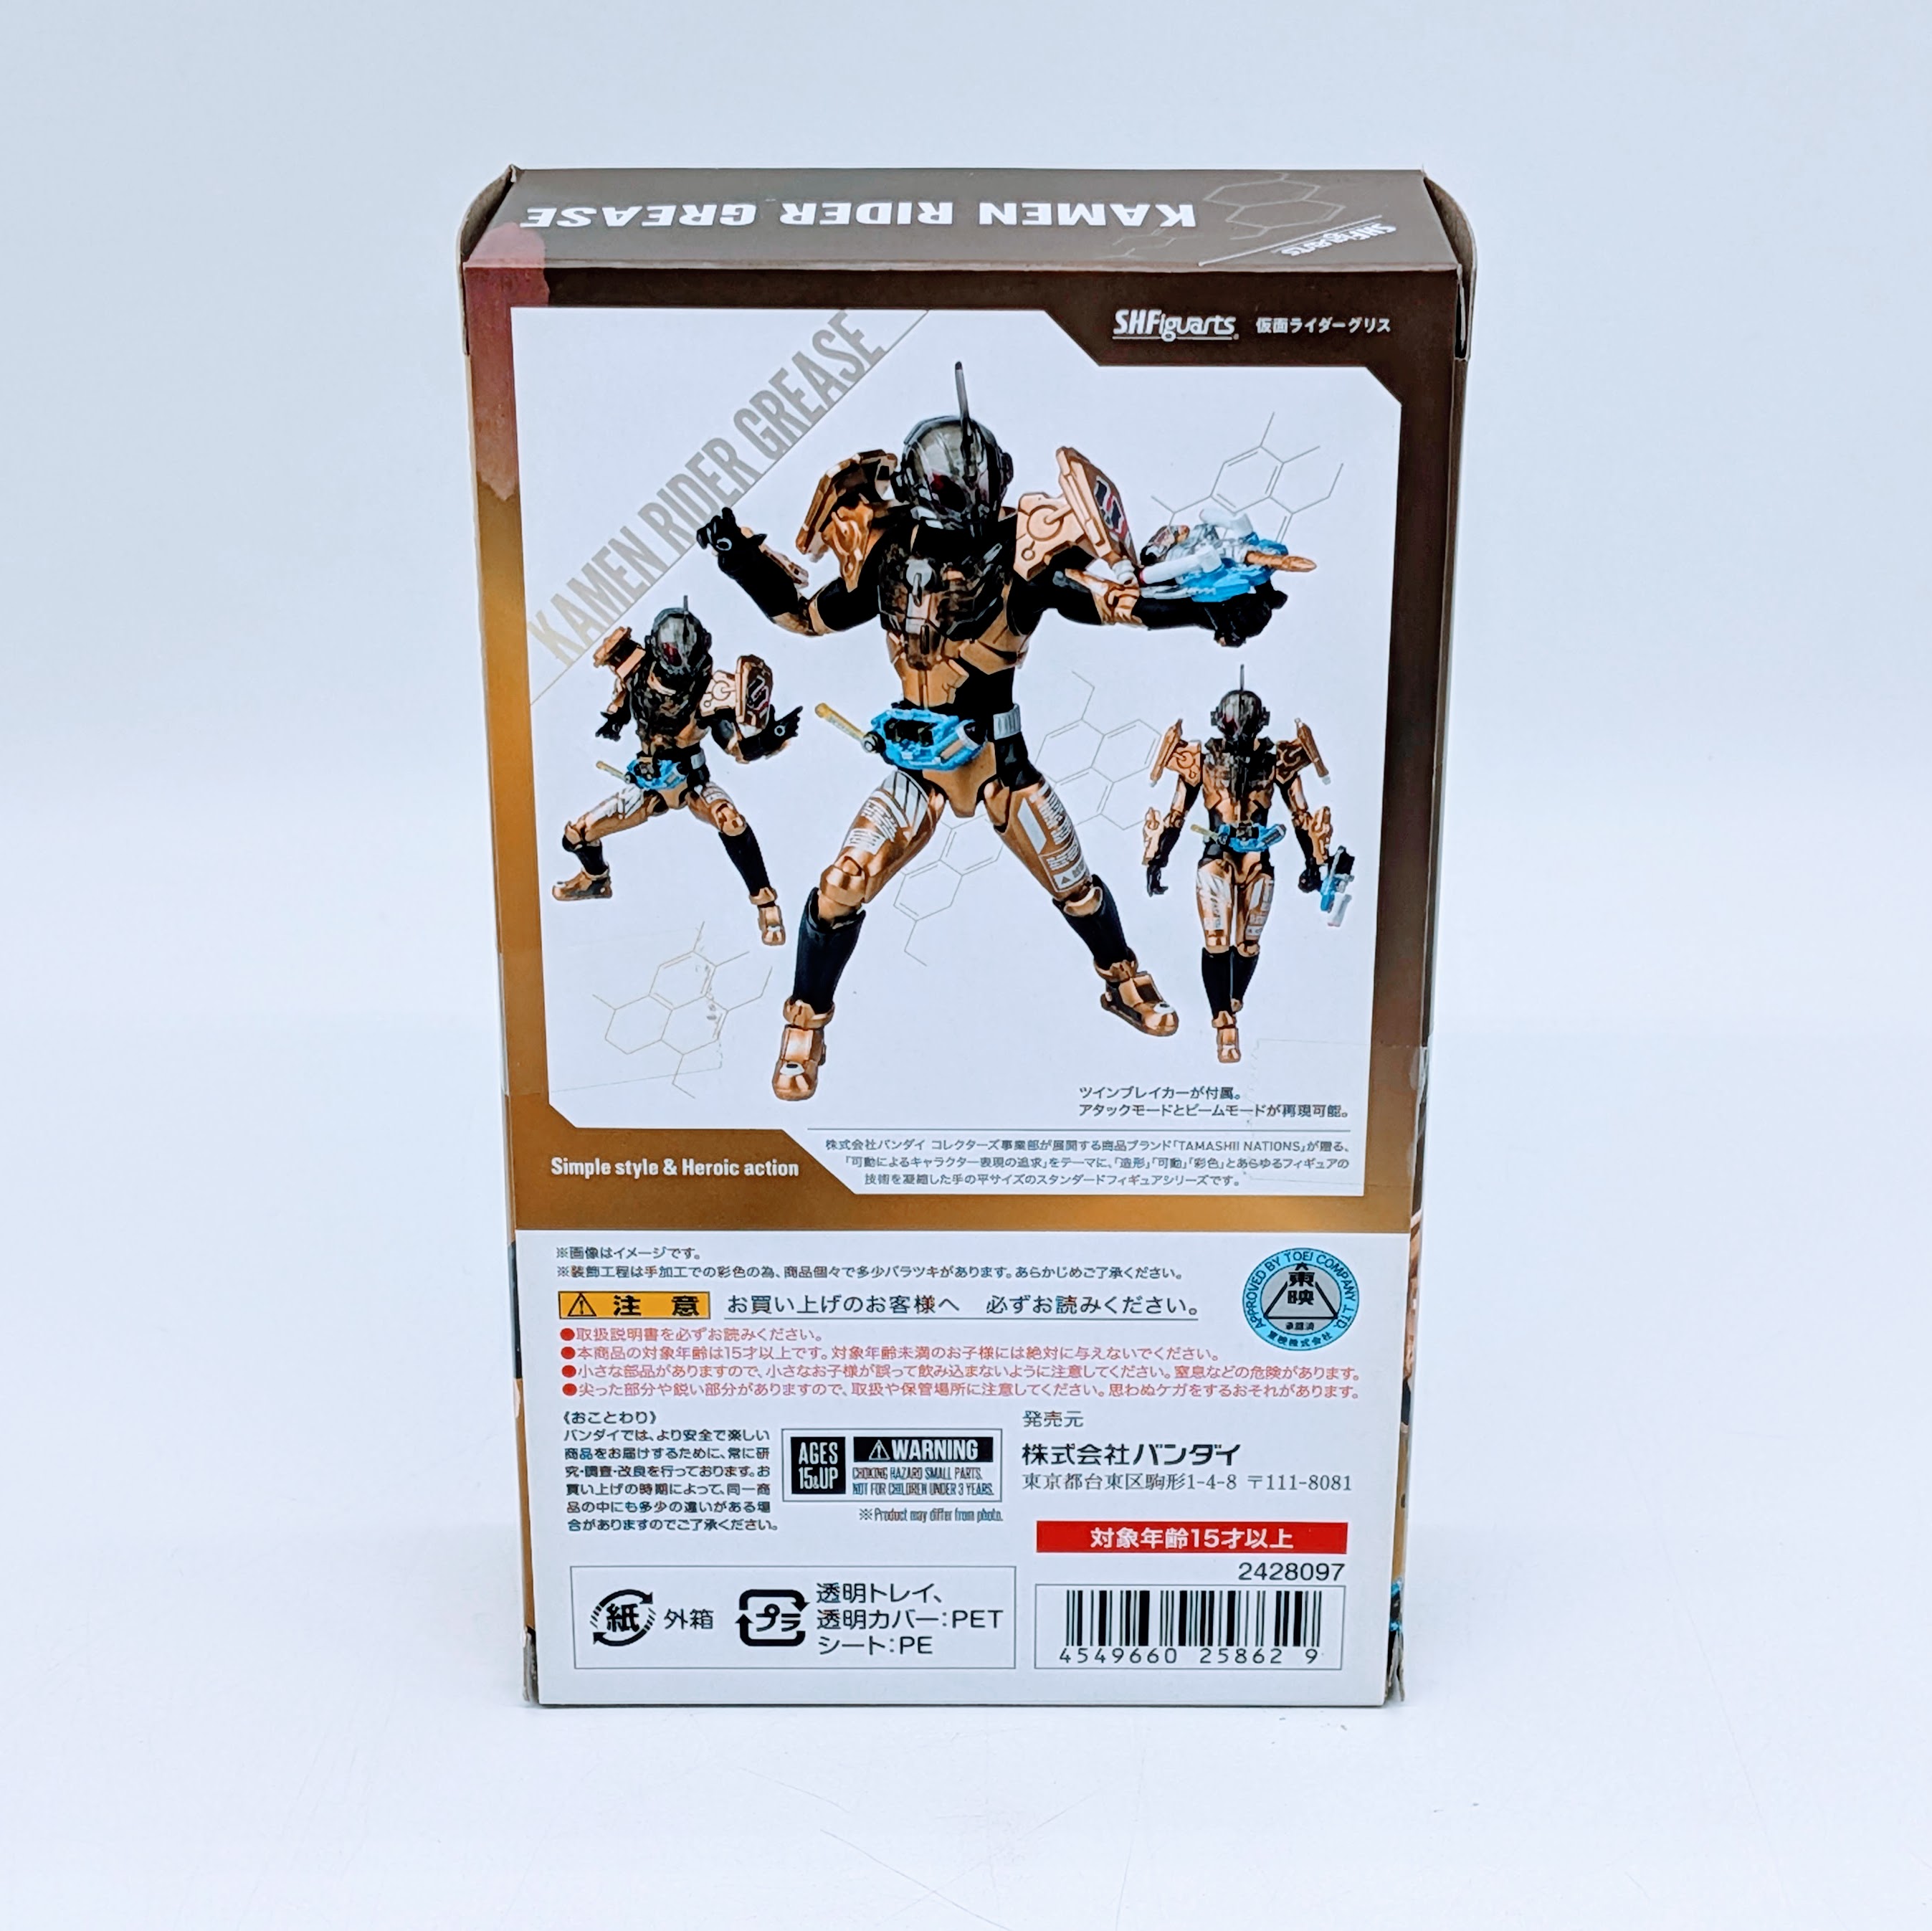 KAMEN RIDER GREASE
SHFiguarts
SHFiguarts 仮面ライダーグリス
KAMEN RIDER GREASE
ツインブレイカーが付属。
アタックモードとビームモードが再現可能。
株式会社バンダイ コレクターズ事業部が展開する商品ブランド「TAMASHII NATIONS」が贈る、
「可動によるキャラクター表現の追求」をテーマに、「造形」「可動」「彩色」とあらゆるフィギュアの
技術を凝縮した手の平サイズのスタンダードフィギュアシリーズです。
Simple style & Heroic action
※画像はイメージです。
※装飾工程は手加工での彩色の為、商品個々で多少バラツキがあります。あらかじめご了承ください。
APPROVED BY TOEI COMPANY, LTD.
東映
承認済
東映株式会社
注意 お買い上げのお客様へ 必ずお読みください。
●取扱説明書を必ずお読みください。
●本商品の対象年齢は15才以上です。対象年齢未満のお子様には絶対に与えないでください。
●小さな部品がありますので、小さなお子様が誤って飲み込まないように注意してください。窒息などの危険があります。
●尖った部分や鋭い部分がありますので、取扱や保管場所に注意してください。思わぬケガをするおそれがあります。
《おことわり》
バンダイでは、より安全で楽しい
商品をお届けするために、常に研
究・調査・改良を行っております。お
買い上げの時期によって、同一商
品の中にも多少の違いがある場
合がありますのでご了承ください。
AGES
15&UP
WARNING
CHOKING HAZARD SMALL PARTS.
NOT FOR CHILDREN UNDER 3 YEARS.
※Product may differ from photo.
発売元
株式会社バンダイ
東京都台東区駒形1-4-8 〒111-8081
対象年齢15才以上
2428097
紙 外箱
プラ 透明トレイ、
透明カバー:PET
シート:PE
4549660 25862 9